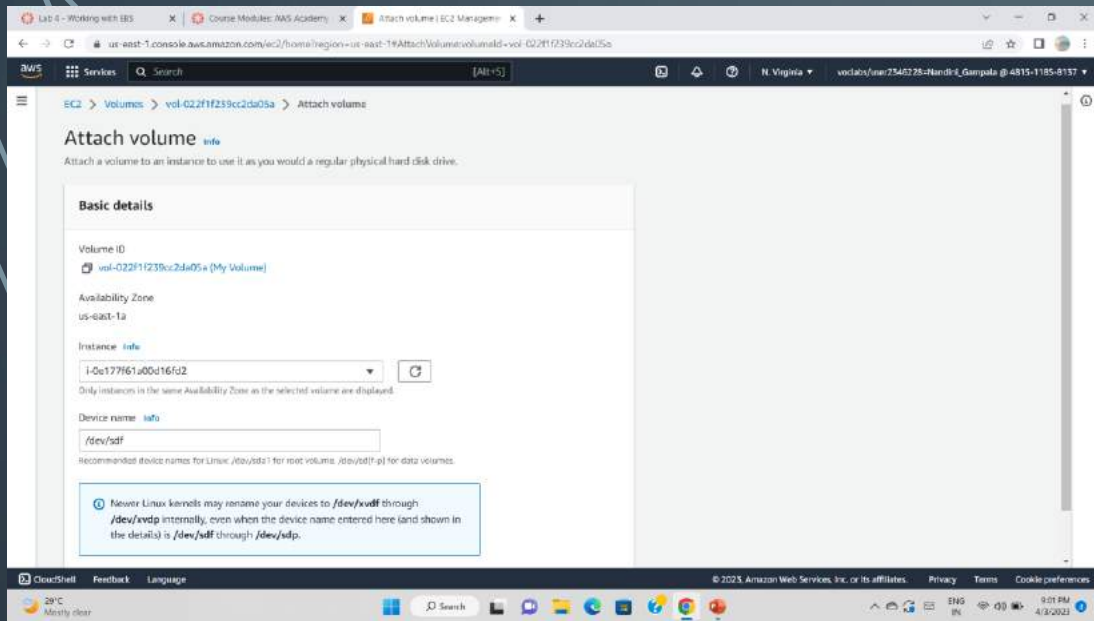 Lab 4 - Working with EBS
Course Modules: AWS Academy
Attach volume | EC2 Managemen
us-east-1.console.aws.amazon.com/ec2/home?region=us-east-1#AttachVolume:volumeId=vol-022f1f239cc2da05a
aws
Services
Search
[Alt+S]
N. Virginia
voclabs/user2346228=Nandini_Gampala @ 4815-1185-8137
EC2 > Volumes > vol-022f1f239cc2da05a > Attach volume
Attach volume Info
Attach a volume to an instance to use it as you would a regular physical hard disk drive.
Basic details
Volume ID
vol-022f1f239cc2da05a (My Volume)
Availability Zone
us-east-1a
Instance Info
i-0e177f61a00d16fd2
Only instances in the same Availability Zone as the selected volume are displayed.
Device name Info
/dev/sdf
Recommended device names for Linux: /dev/sda1 for root volume. /dev/sd[f-p] for data volumes.
Newer Linux kernels may rename your devices to /dev/xvdf through
/dev/xvdp internally, even when the device name entered here (and shown in
the details) is /dev/sdf through /dev/sdp.
CloudShell Feedback Language
© 2023, Amazon Web Services, Inc. or its affiliates. Privacy Terms Cookie preferences
29°C
Mostly clear
Search
ENG
IN
9:01 PM
4/3/2023